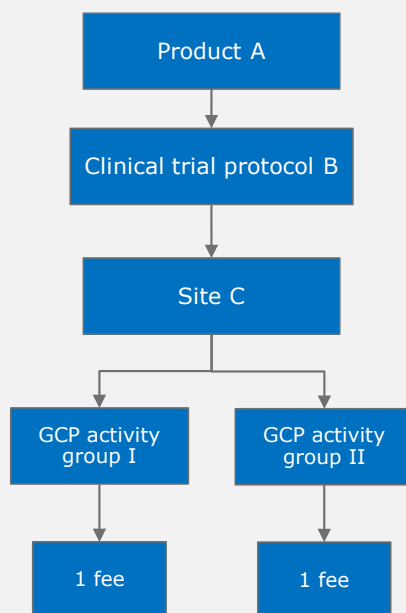 Product A
Clinical trial protocol B
Site C
GCP activity
group I
GCP activity
group II
1 fee
1 fee